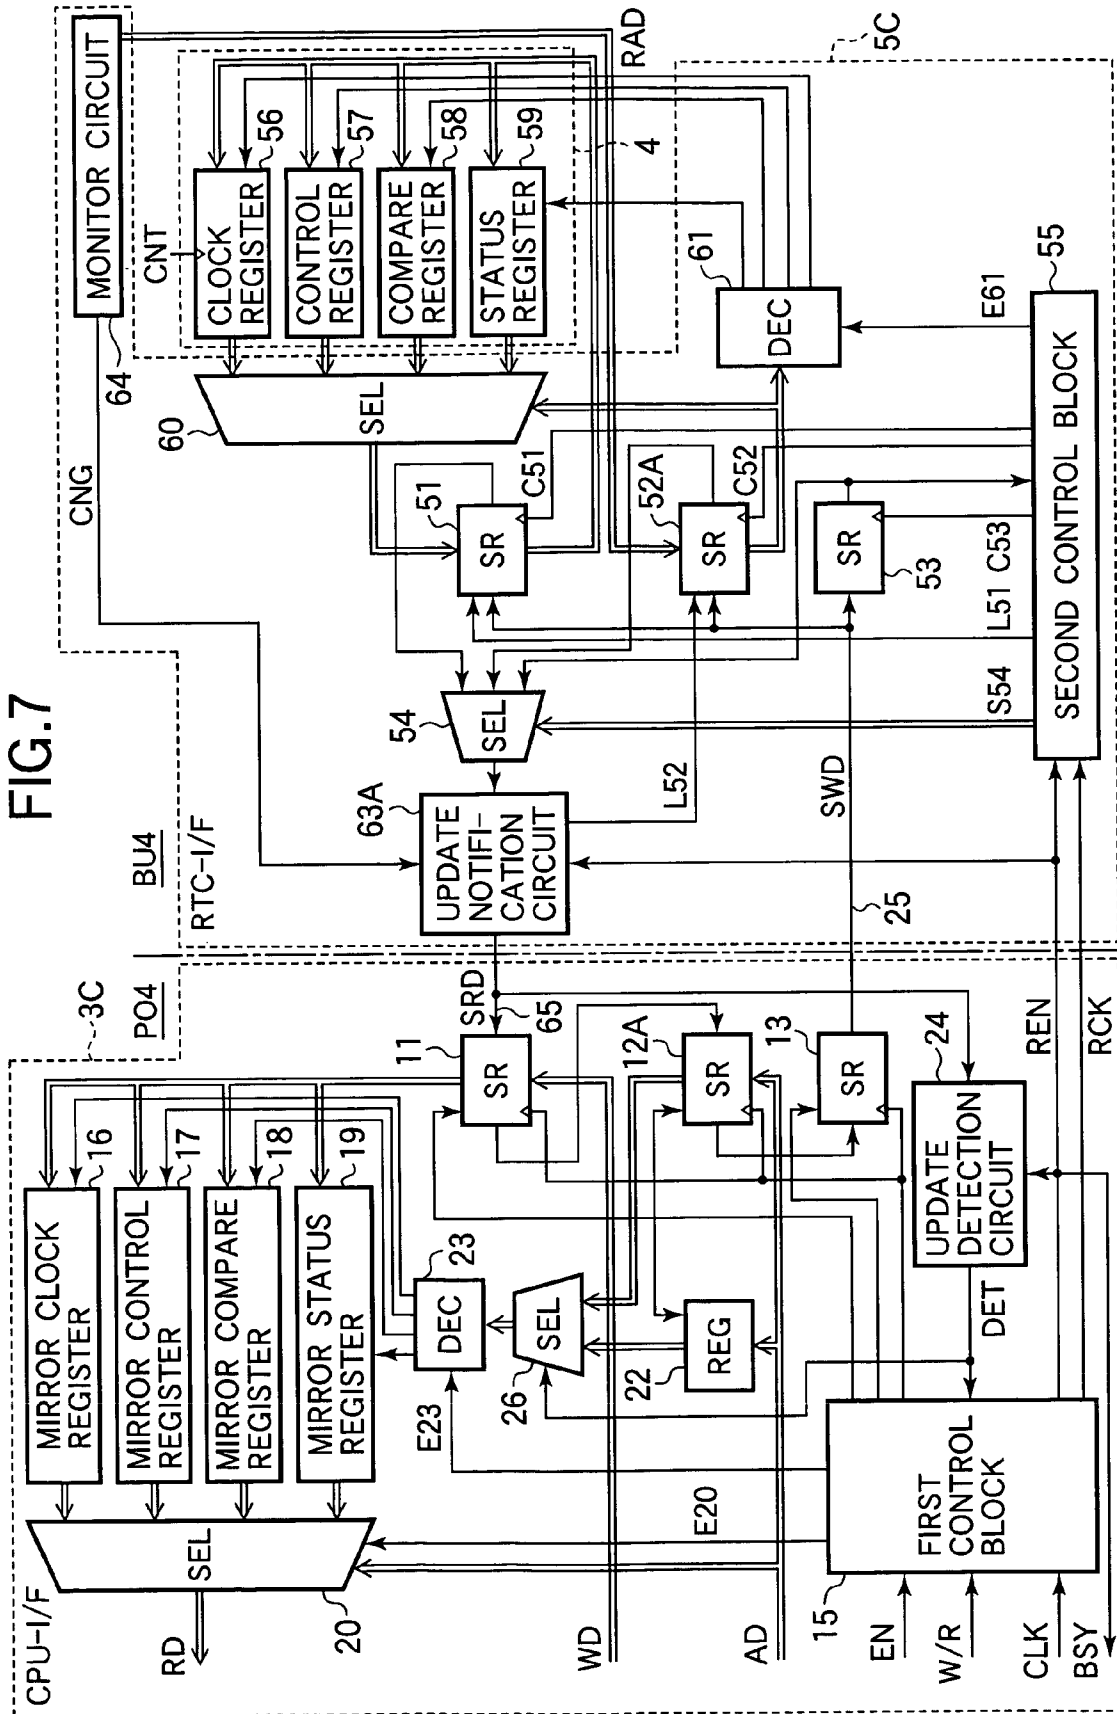 FIG.7
CPU-I/F
3C
PO4
BU4
RTC-I/F
5C
MIRROR CLOCK
REGISTER
16
MIRROR CONTROL
REGISTER
17
MIRROR COMPARE
REGISTER
18
MIRROR STATUS
REGISTER
19
SEL
20
RD
WD
AD
E20
E23
DEC
23
SEL
26
REG
22
SR
11
SR
12A
SR
13
SRD
65
UPDATE
DETECTION
CIRCUIT
24
DET
FIRST
CONTROL
BLOCK
15
EN
W/R
CLK
BSY
REN
RCK
25
SWD
UPDATE
NOTIFI-
CATION
CIRCUIT
63A
L52
SEL
54
S54
L51
C53
SR
51
C51
SR
52A
C52
SR
53
SECOND CONTROL BLOCK
55
E61
DEC
61
SEL
60
CNG
MONITOR CIRCUIT
64
CNT
CLOCK
REGISTER
56
CONTROL
REGISTER
57
COMPARE
REGISTER
58
STATUS
REGISTER
59
4
RAD